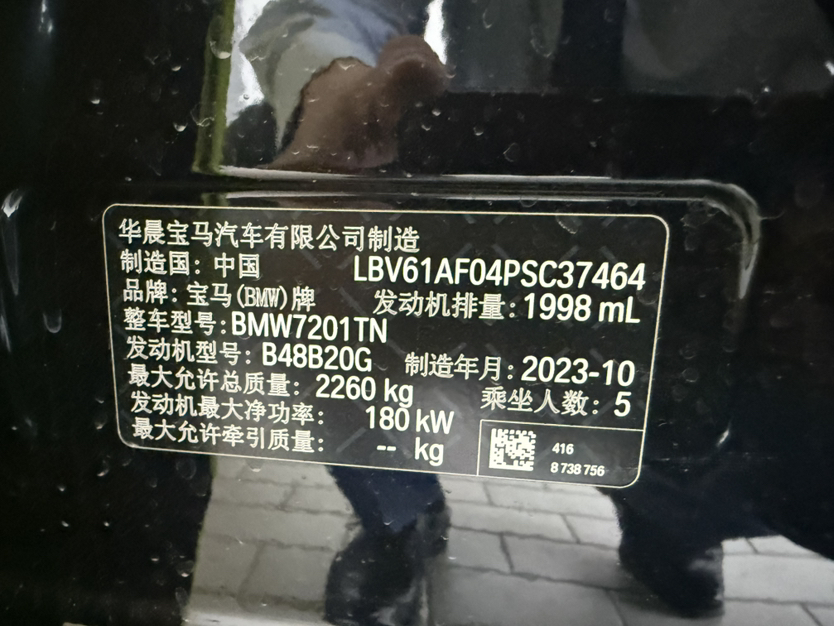 华晨宝马汽车有限公司制造
制造国: 中国 LBV61AF04PSC37464
品牌: 宝马(BMW)牌 发动机排量: 1998 mL
整车型号: BMW7201TN
发动机型号: B48B20G 制造年月: 2023-10
最大允许总质量: 2260 kg 乘坐人数: 5
发动机最大净功率: 180 kW
最大允许牵引质量: -- kg
416
8 738 756